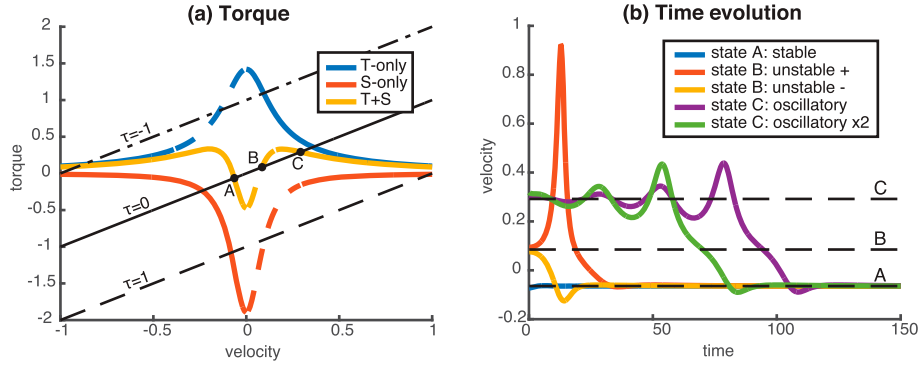 (a) Torque
2
1.5
1
0.5
0
-0.5
-1
-1.5
-2
torque
-1
-0.5
0
0.5
1
velocity
T-only
S-only
T+S
τ=-1
τ=0
τ=1
A
B
C
(b) Time evolution
1
0.8
0.6
0.4
0.2
0
-0.2
velocity
0
50
100
150
time
state A: stable
state B: unstable +
state B: unstable -
state C: oscillatory
state C: oscillatory x2
C
B
A